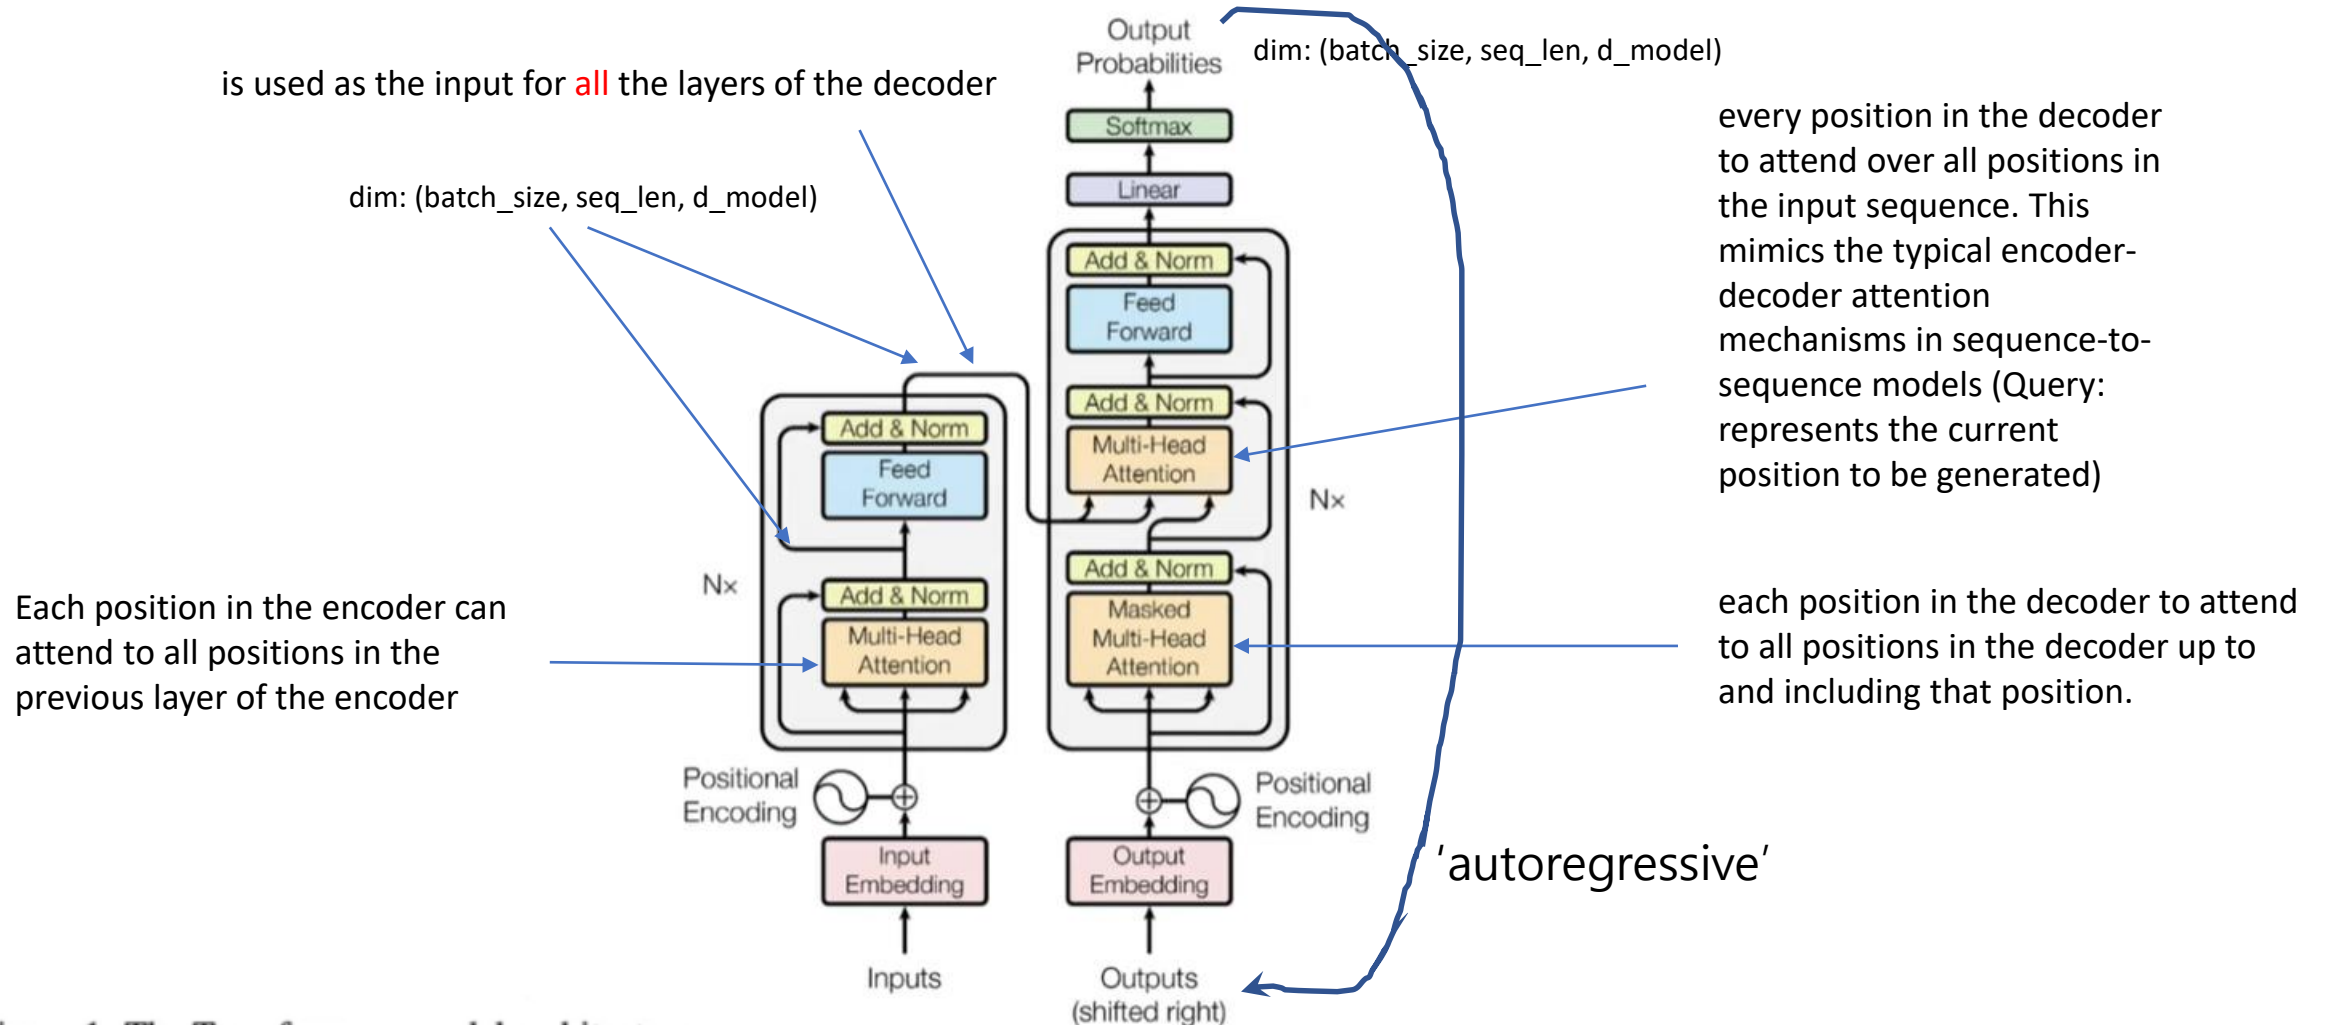 Output
Probabilities
dim: (batch_size, seq_len, d_model)
is used as the input for all the layers of the decoder
dim: (batch_size, seq_len, d_model)
Softmax
Linear
Add & Norm
Feed
Forward
Add & Norm
Multi-Head
Attention
Nx
Add & Norm
Masked
Multi-Head
Attention
Add & Norm
Feed
Forward
Nx
Add & Norm
Multi-Head
Attention
every position in the decoder
to attend over all positions in
the input sequence. This
mimics the typical encoder-
decoder attention
mechanisms in sequence-to-
sequence models (Query:
represents the current
position to be generated)
Each position in the encoder can
attend to all positions in the
previous layer of the encoder
each position in the decoder to attend
to all positions in the decoder up to
and including that position.
Positional
Encoding
Positional
Encoding
Input
Embedding
Output
Embedding
'autoregressive'
Inputs
Outputs
(shifted right)